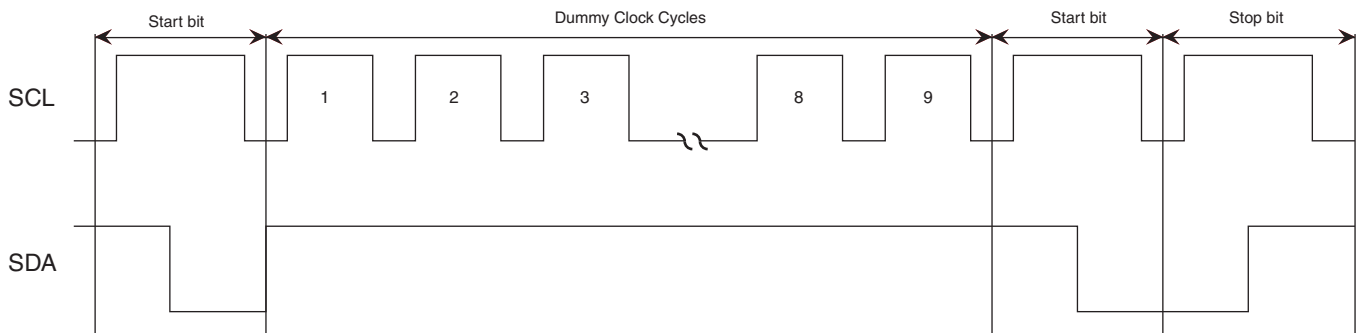 Start bit
Dummy Clock Cycles
Start bit
Stop bit
SCL
1
2
3
8
9
SDA